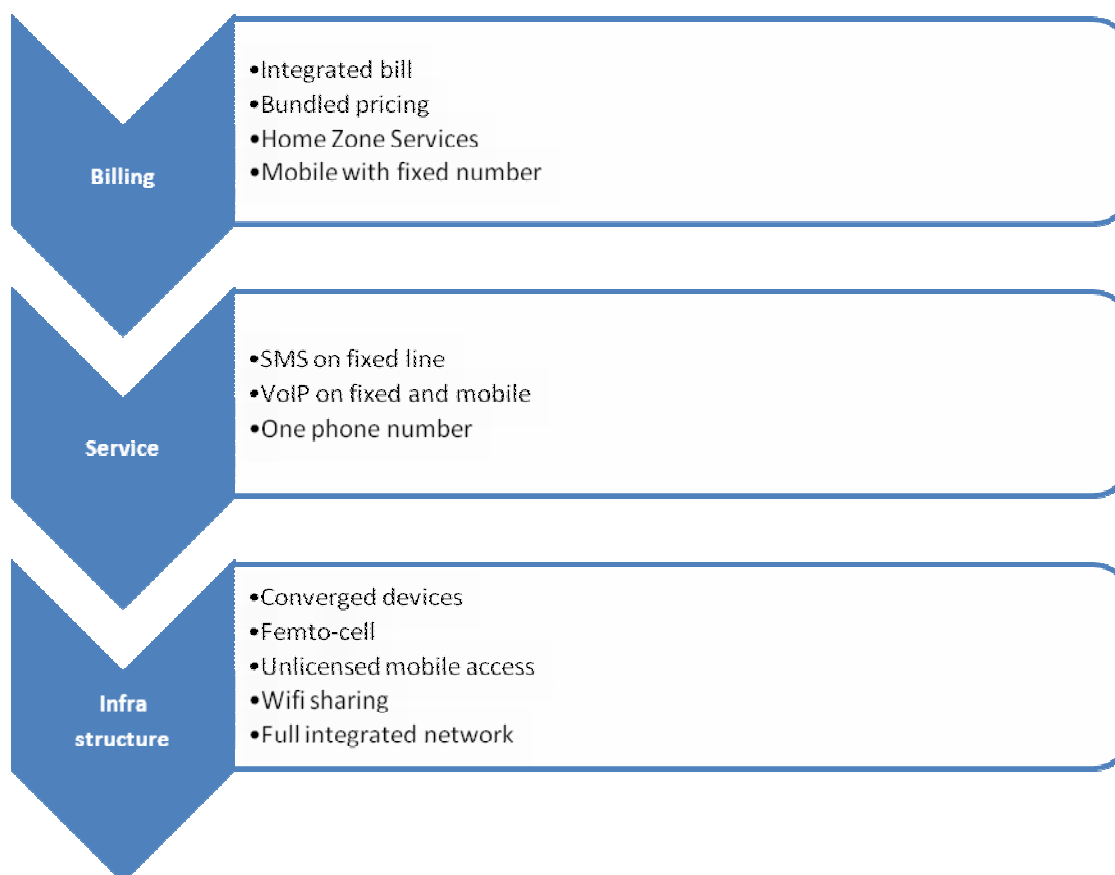 Billing
•Integrated bill
•Bundled pricing
•Home Zone Services
•Mobile with fixed number
Service
•SMS on fixed line
•VoIP on fixed and mobile
•One phone number
Infra
structure
•Converged devices
•Femto-cell
•Unlicensed mobile access
•Wifi sharing
•Full integrated network